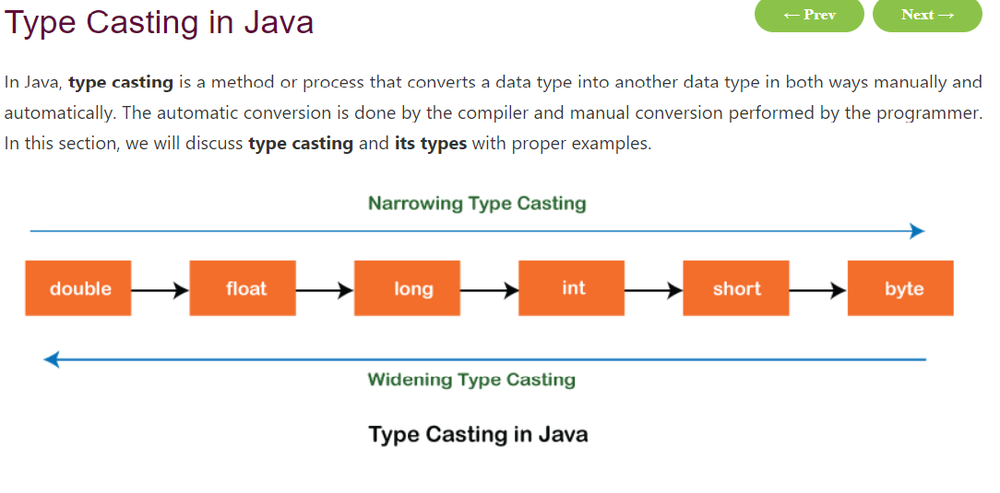 Type Casting in Java
← Prev
Next →
In Java, type casting is a method or process that converts a data type into another data type in both ways manually and
automatically. The automatic conversion is done by the compiler and manual conversion performed by the programmer.
In this section, we will discuss type casting and its types with proper examples.
Narrowing Type Casting
double float long int short byte
Widening Type Casting
Type Casting in Java